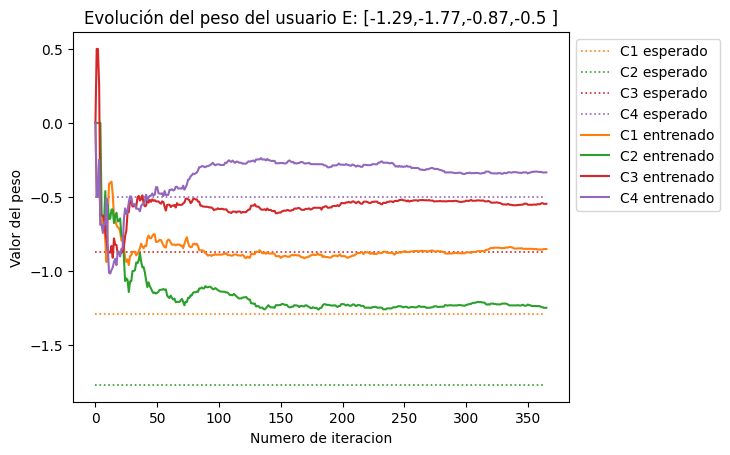 Evolución del peso del usuario E: [-1.29,-1.77,-0.87,-0.5 ]
Valor del peso
0.5
0.0
−0.5
−1.0
−1.5
0
50
100
150
200
250
300
350
Numero de iteracion
C1 esperado
C2 esperado
C3 esperado
C4 esperado
C1 entrenado
C2 entrenado
C3 entrenado
C4 entrenado